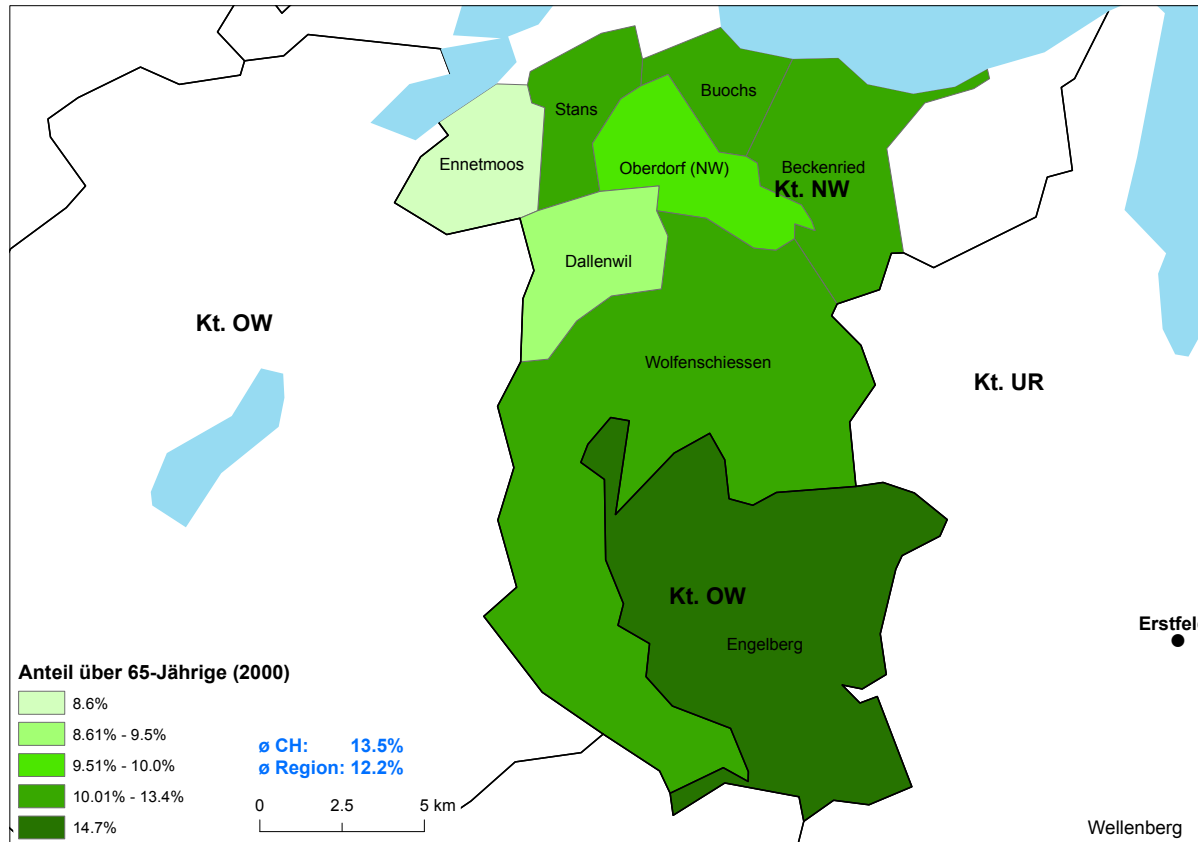 Buochs
Stans
Ennetmoos
Oberdorf (NW)
Beckenried
Kt. NW
Dallenwil
Kt. OW
Wolfenschiessen
Kt. UR
Kt. OW
Erstfel
Engelberg
Anteil über 65-Jährige (2000)
8.6%
8.61% - 9.5%
9.51% - 10.0%
10.01% - 13.4%
14.7%
ø CH: 13.5%
ø Region: 12.2%
0 2.5 5 km
Wellenberg